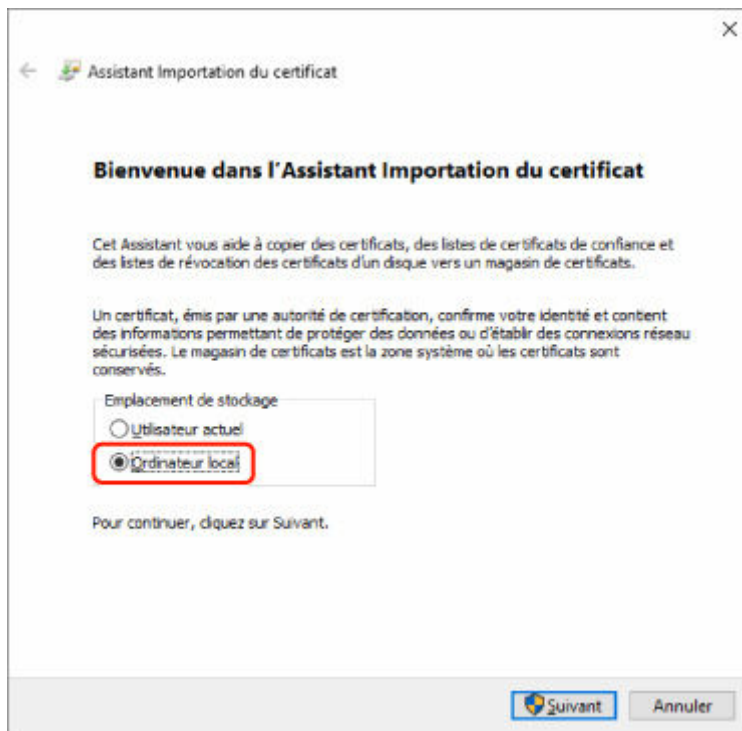 Assistant Importation du certificat
Bienvenue dans l'Assistant Importation du certificat
Cet Assistant vous aide à copier des certificats, des listes de certificats de confiance et
des listes de révocation des certificats d'un disque vers un magasin de certificats.
Un certificat, émis par une autorité de certification, confirme votre identité et contient
des informations permettant de protéger des données ou d'établir des connexions réseau
sécurisées. Le magasin de certificats est la zone système où les certificats sont
conservés.
Emplacement de stockage
Utilisateur actuel
Ordinateur local
Pour continuer, cliquez sur Suivant.
Suivant
Annuler